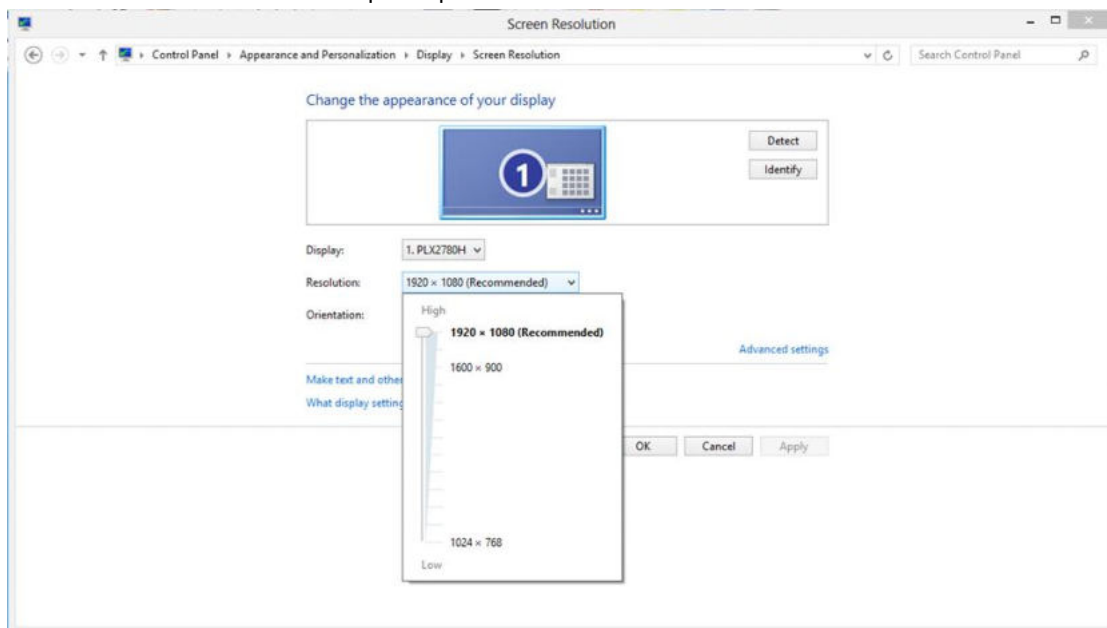 Screen Resolution
Control Panel Appearance and Personalization Display Screen Resolution
Search Control Panel
Change the appearance of your display
1
Detect
Identify
Display: 1. PLX2780H
Resolution: 1920 × 1080 (Recommended)
Orientation:
High
1920 × 1080 (Recommended)
1600 × 900
1024 × 768
Low
Advanced settings
Make text and other
What display setting
OK Cancel Apply